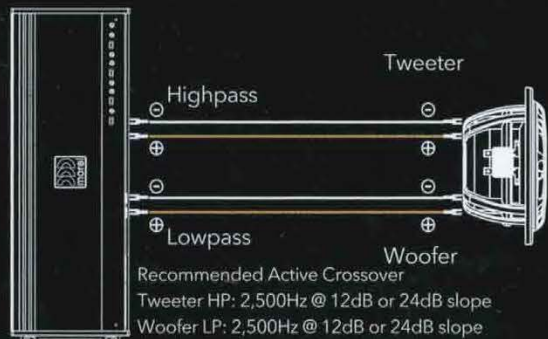 Tweeter
⊖ Highpass ⊖
⊕ ⊕
⊖ ⊖
⊕ Lowpass ⊕ Woofer
morel
Recommended Active Crossover
Tweeter HP: 2,500Hz @ 12dB or 24dB slope
Woofer LP: 2,500Hz @ 12dB or 24dB slope